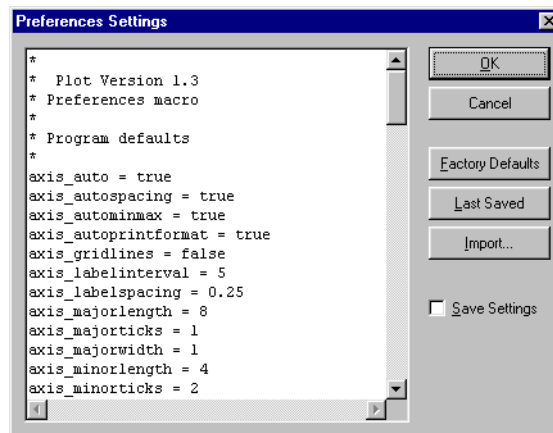 Preferences Settings
*
*  Plot Version 1.3
* Preferences macro
*
* Program defaults
*
axis_auto = true
axis_autospacing = true
axis_autominmax = true
axis_autoprintformat = true
axis_gridlines = false
axis_labelinterval = 5
axis_labelspacing = 0.25
axis_majorlength = 8
axis_majorticks = 1
axis_majorwidth = 1
axis_minorlength = 4
axis_minorticks = 2
OK
Cancel
Factory Defaults
Last Saved
Import...
Save Settings